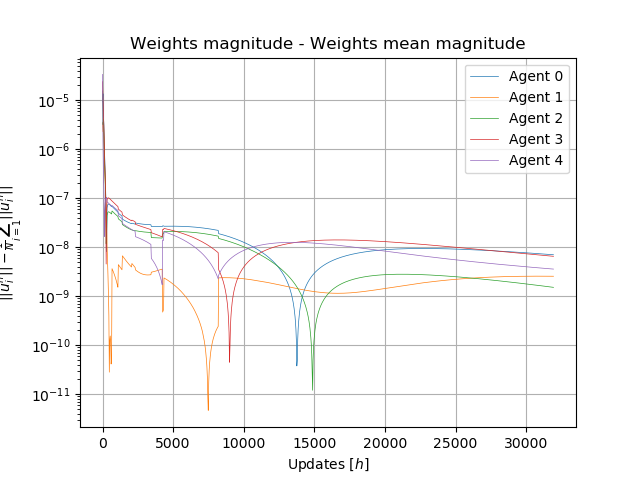 Weights magnitude - Weights mean magnitude
Agent 0
Agent 1
Agent 2
Agent 3
Agent 4
10⁻⁵
10⁻⁶
10⁻⁷
10⁻⁸
10⁻⁹
10⁻¹⁰
10⁻¹¹
0 5000 10000 15000 20000 25000 30000
Updates [h]